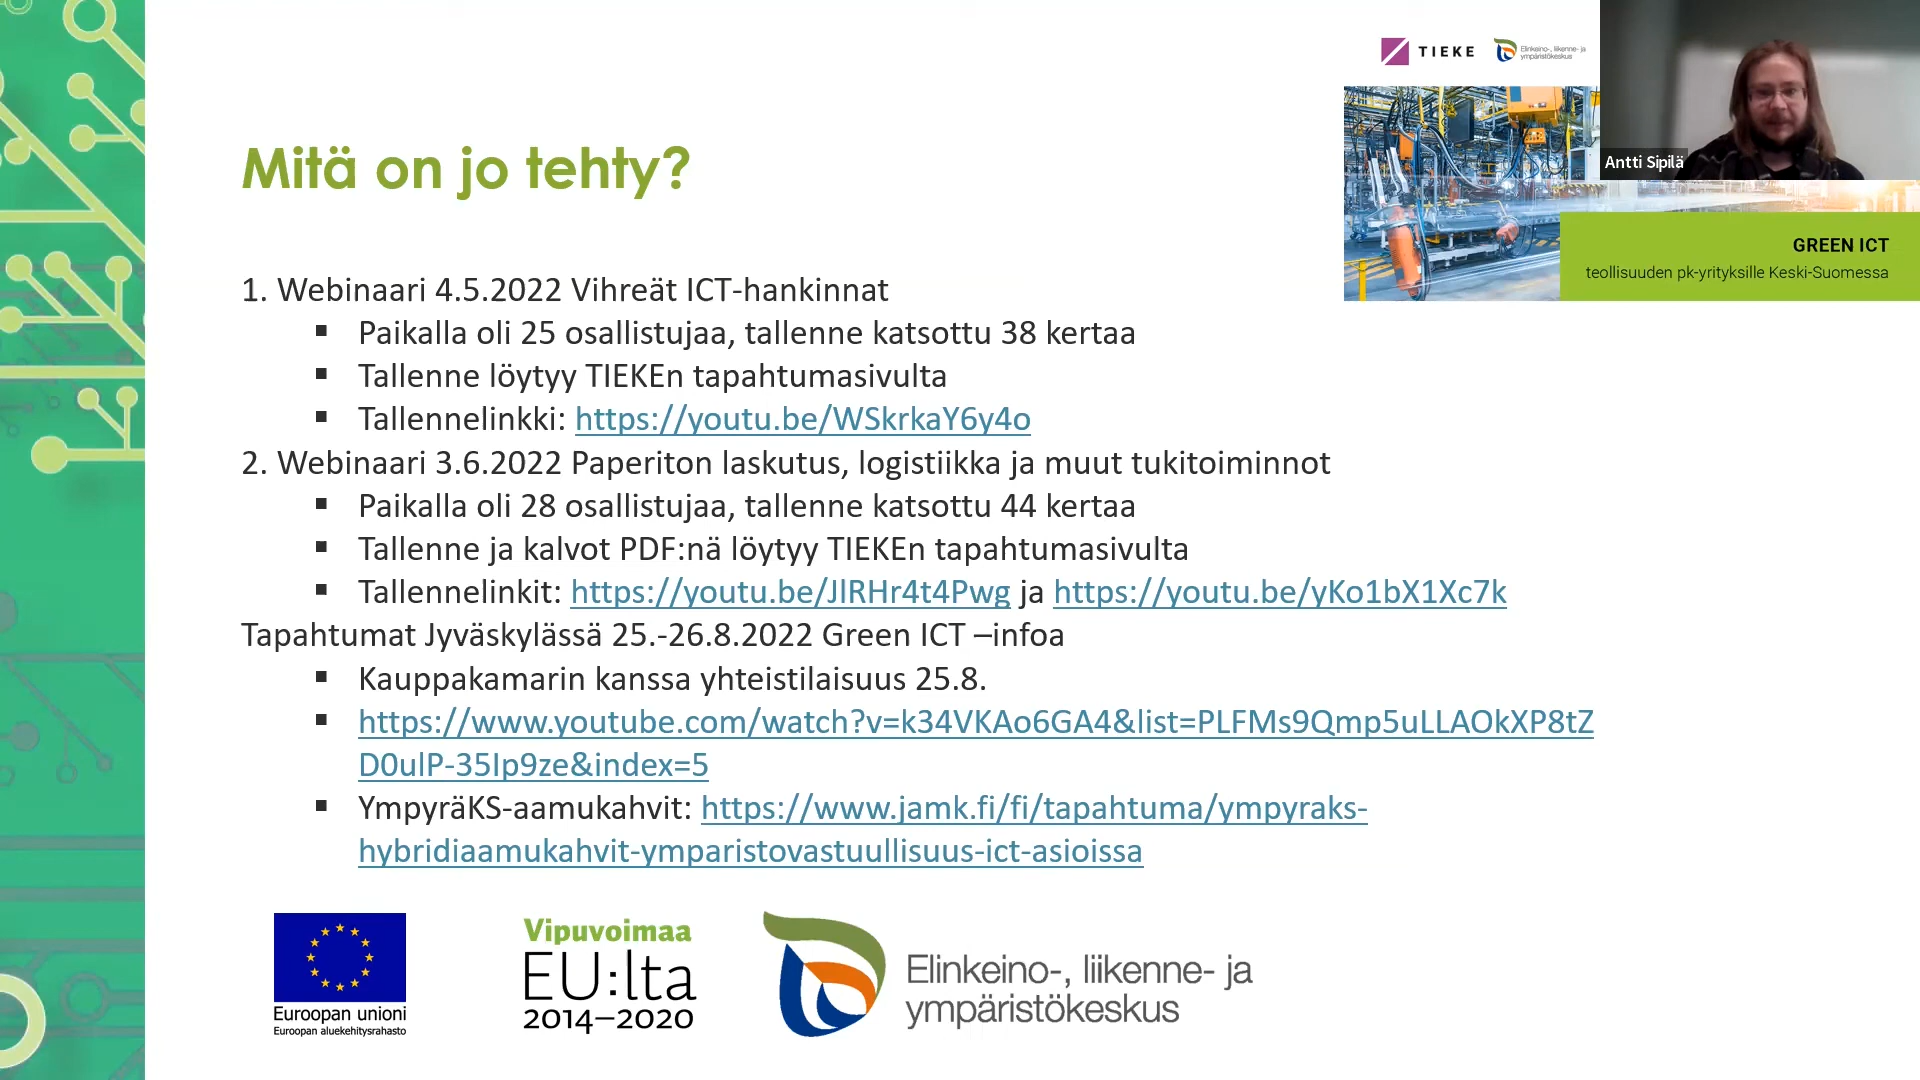 TIEKE
Elinkeino-, liikenne- ja
ympäristökeskus
Antti Sipilä
GREEN ICT
teollisuuden pk-yrityksille Keski-Suomessa
Mitä on jo tehty?
1. Webinaari 4.5.2022 Vihreät ICT-hankinnat
▪ Paikalla oli 25 osallistujaa, tallenne katsottu 38 kertaa
▪ Tallenne löytyy TIEKEn tapahtumasivulta
▪ Tallennelinkki: https://youtu.be/WSkrkaY6y4o
2. Webinaari 3.6.2022 Paperiton laskutus, logistiikka ja muut tukitoiminnot
▪ Paikalla oli 28 osallistujaa, tallenne katsottu 44 kertaa
▪ Tallenne ja kalvot PDF:nä löytyy TIEKEn tapahtumasivulta
▪ Tallennelinkit: https://youtu.be/JlRHr4t4Pwg ja https://youtu.be/yKo1bX1Xc7k
Tapahtumat Jyväskylässä 25.-26.8.2022 Green ICT –infoa
▪ Kauppakamarin kanssa yhteistilaisuus 25.8.
▪ https://www.youtube.com/watch?v=k34VKAo6GA4&list=PLFMs9Qmp5uLLAOkXP8tZ
D0ulP-35Ip9ze&index=5
▪ YmpyräKS-aamukahvit: https://www.jamk.fi/fi/tapahtuma/ympyraks-
hybridiaamukahvit-ymparistovastuullisuus-ict-asioissa
Euroopan unioni
Euroopan aluekehitysrahasto
Vipuvoimaa
EU:lta
2014–2020
Elinkeino-, liikenne- ja
ympäristökeskus